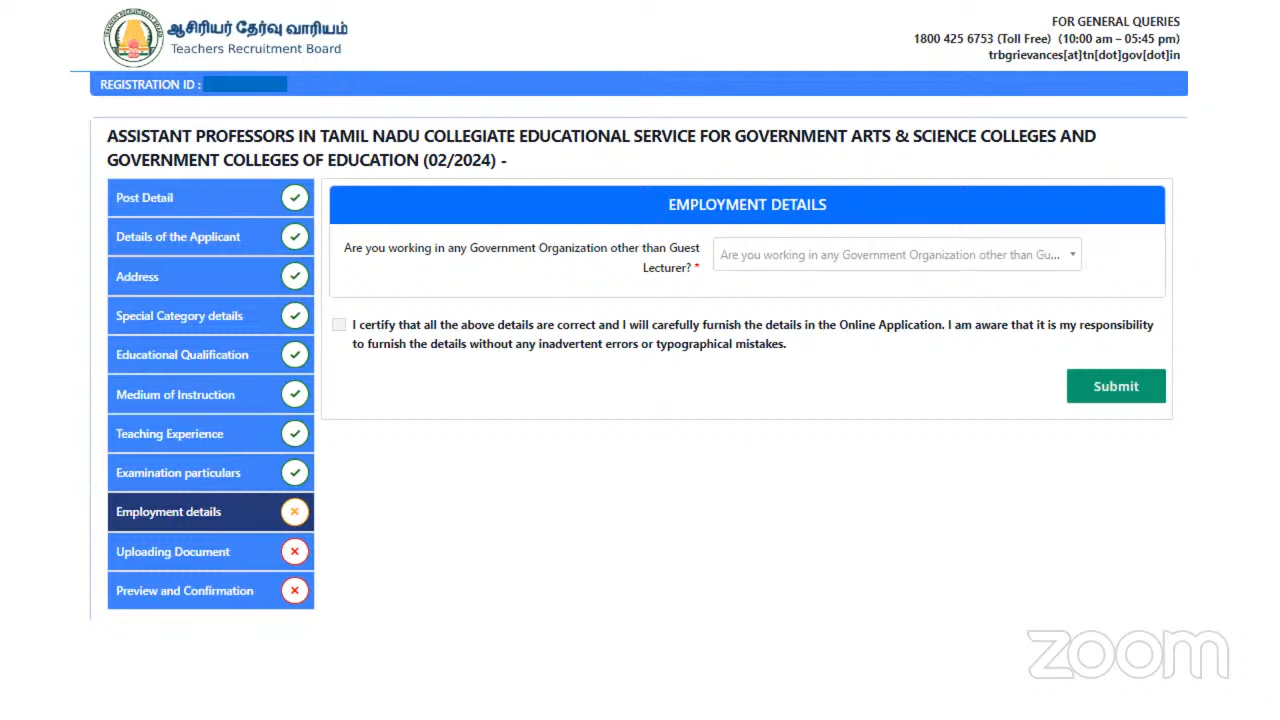 ஆசிரியர் தேர்வு வாரியம்
Teachers Recruitment Board
FOR GENERAL QUERIES
1800 425 6753 (Toll Free) (10:00 am – 05:45 pm)
trbgrievances[at]tn[dot]gov[dot]in
REGISTRATION ID :
ASSISTANT PROFESSORS IN TAMIL NADU COLLEGIATE EDUCATIONAL SERVICE FOR GOVERNMENT ARTS & SCIENCE COLLEGES AND
GOVERNMENT COLLEGES OF EDUCATION (02/2024) -
Post Detail
Details of the Applicant
Address
Special Category details
Educational Qualification
Medium of Instruction
Teaching Experience
Examination particulars
Employment details
Uploading Document
Preview and Confirmation
EMPLOYMENT DETAILS
Are you working in any Government Organization other than Guest
Lecturer? *
Are you working in any Government Organization other than Gu...
I certify that all the above details are correct and I will carefully furnish the details in the Online Application. I am aware that it is my responsibility
to furnish the details without any inadvertent errors or typographical mistakes.
Submit
zoom